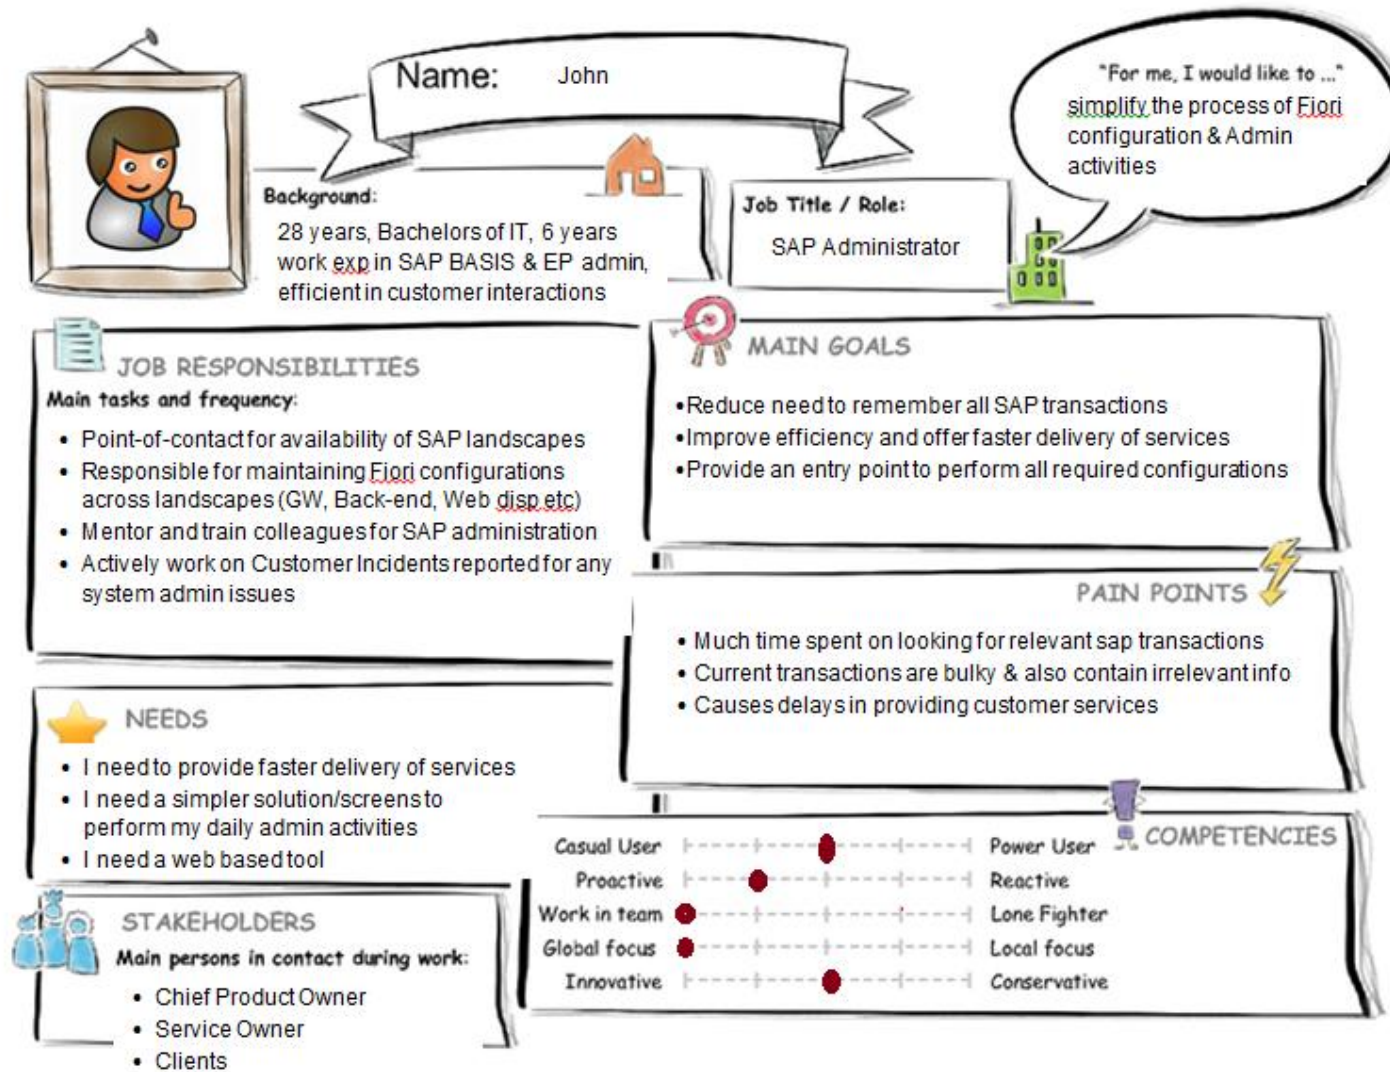 Name: John
"For me, I would like to ..."
simplify the process of Fiori
configuration & Admin
activities
Background:
28 years, Bachelors of IT, 6 years
work exp in SAP BASIS & EP admin,
efficient in customer interactions
Job Title / Role:
SAP Administrator
JOB RESPONSIBILITIES
Main tasks and frequency:
• Point-of-contact for availability of SAP landscapes
• Responsible for maintaining Fiori configurations
across landscapes (GW, Back-end, Web disp etc)
• Mentor and train colleagues for SAP administration
• Actively work on Customer Incidents reported for any
system admin issues
MAIN GOALS
•Reduce need to remember all SAP transactions
•Improve efficiency and offer faster delivery of services
•Provide an entry point to perform all required configurations
PAIN POINTS
• Much time spent on looking for relevant sap transactions
• Current transactions are bulky & also contain irrelevant info
• Causes delays in providing customer services
NEEDS
• I need to provide faster delivery of services
• I need a simpler solution/screens to
perform my daily admin activities
• I need a web based tool
COMPETENCIES
Casual User Power User
Proactive Reactive
Work in team Lone Fighter
Global focus Local focus
Innovative Conservative
STAKEHOLDERS
Main persons in contact during work:
• Chief Product Owner
• Service Owner
• Clients